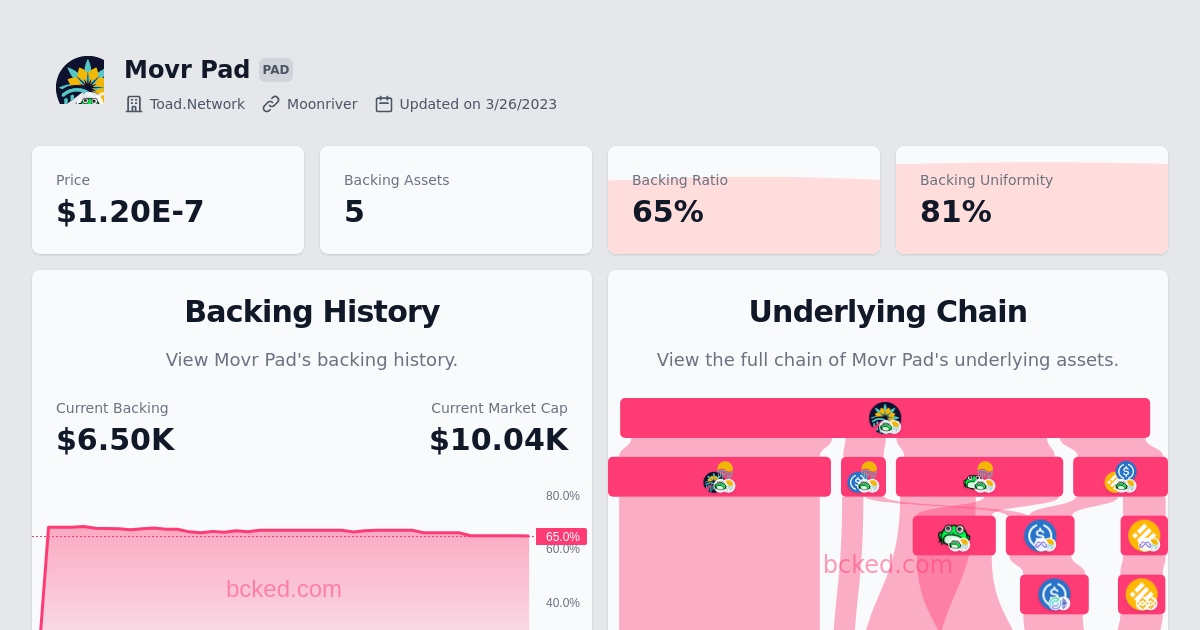 Movr Pad PAD
Toad.Network Moonriver Updated on 3/26/2023
Price
$1.20E-7
Backing Assets
5
Backing Ratio
65%
Backing Uniformity
81%
Backing History
View Movr Pad's backing history.
Current Backing
$6.50K
Current Market Cap
$10.04K
80.0%
65.0%
60.0%
40.0%
bcked.com
Underlying Chain
View the full chain of Movr Pad's underlying assets.
bcked.com